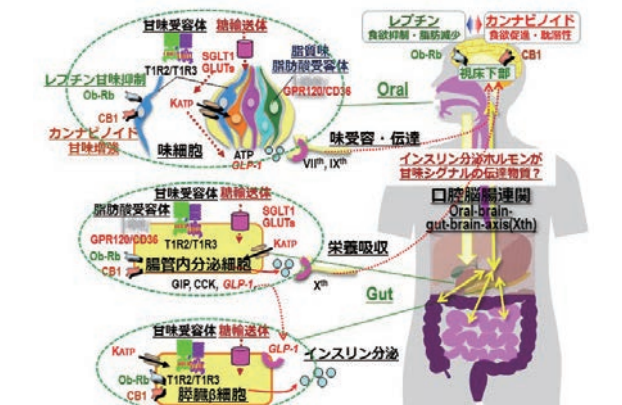 甘味受容体 糖輸送体
T1R2/T1R3
SGLT1
GLUTs
脂質味
脂肪酸受容体
GPR120/CD36
レプチン甘味抑制
Ob-Rb
KATP
CB1
カンナビノイド
甘味増強
味細胞
ATP
GLP-1
Oral
味受容・伝達
VIIth, IXth
レプチン
食欲抑制・脂肪減少
カンナビノイド
食欲促進・耽溺性
Ob-Rb
CB1
視床下部
インスリン分泌ホルモンが
甘味シグナルの伝達物質？
口腔脳腸連関
Oral-brain-
gut-brain-axis(Xth)
甘味受容体 糖輸送体
脂肪酸受容体
SGLT1
GLUTs
GPR120/CD36
T1R2/T1R3
KATP
Ob-Rb
CB1
腸管内分泌細胞
GIP, CCK, GLP-1
栄養吸収
Xth
Gut
甘味受容体 糖輸送体
KATP
GLP-1
インスリン分泌
Ob-Rb
T1R2/T1R3
CB1
膵臓β細胞